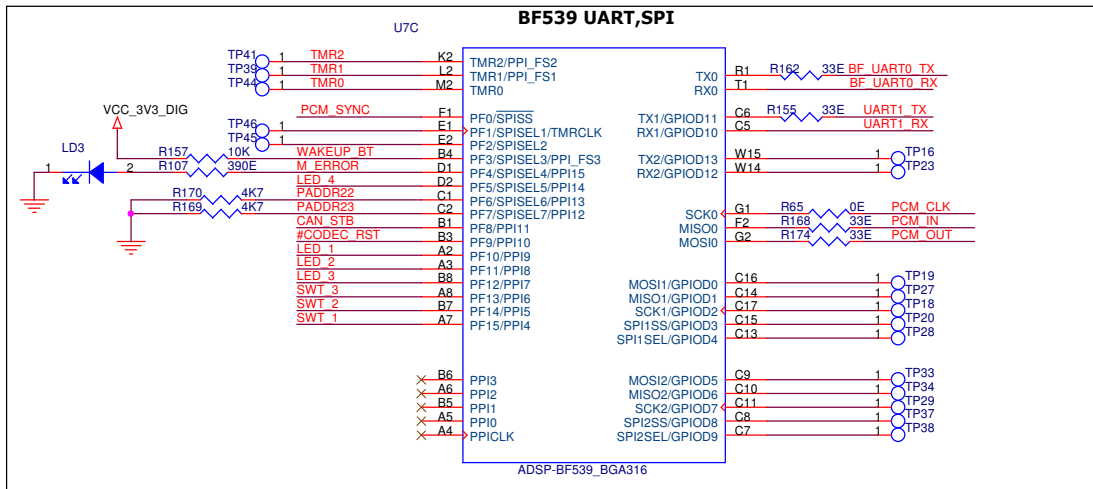 BF539 UART,SPI
U7C
TP41 1 TMR2 K2 TMR2/PPI_FS2
TP39 1 TMR1 L2 TMR1/PPI_FS1
TP44 1 TMR0 M2 TMR0
TX0 R1 R162 33E BF_UART0_TX
RX0 T1 BF_UART0_RX
VCC_3V3_DIG
PCM_SYNC F1 PF0/SPISS
TP46 1 E1 PF1/SPISEL1/TMRCLK
TP45 1 E2 PF2/SPISEL2
TX1/GPIOD11 C6 R155 33E UART1_TX
RX1/GPIOD10 C5 UART1_RX
LD3
1 2
R157 10K WAKEUP_BT B4 PF3/SPISEL3/PPI_FS3
R107 390E M_ERROR D1 PF4/SPISEL4/PPI15
LED_4 D2 PF5/SPISEL5/PPI14
R170 4K7 PADDR22 C1 PF6/SPISEL6/PPI13
R169 4K7 PADDR23 C2 PF7/SPISEL7/PPI12
CAN_STB B1 PF8/PPI11
#CODEC_RST B3 PF9/PPI10
LED_1 A2 PF10/PPI9
LED_2 A3 PF11/PPI8
LED_3 B8 PF12/PPI7
SWT_3 A8 PF13/PPI6
SWT_2 B7 PF14/PPI5
SWT_1 A7 PF15/PPI4
TX2/GPIOD13 W15 1 TP16
RX2/GPIOD12 W14 1 TP23
SCK0 G1 R65 0E PCM_CLK
MISO0 F2 R168 33E PCM_IN
MOSI0 G2 R174 33E PCM_OUT
MOSI1/GPIOD0 C16 1 TP19
MISO1/GPIOD1 C14 1 TP27
SCK1/GPIOD2 C17 1 TP18
SPI1SS/GPIOD3 C15 1 TP20
SPI1SEL/GPIOD4 C13 1 TP28
B6 PPI3
A6 PPI2
B5 PPI1
A5 PPI0
A4 PPICLK
MOSI2/GPIOD5 C9 1 TP33
MISO2/GPIOD6 C10 1 TP34
SCK2/GPIOD7 C11 1 TP29
SPI2SS/GPIOD8 C8 1 TP37
SPI2SEL/GPIOD9 C7 1 TP38
ADSP-BF539_BGA316